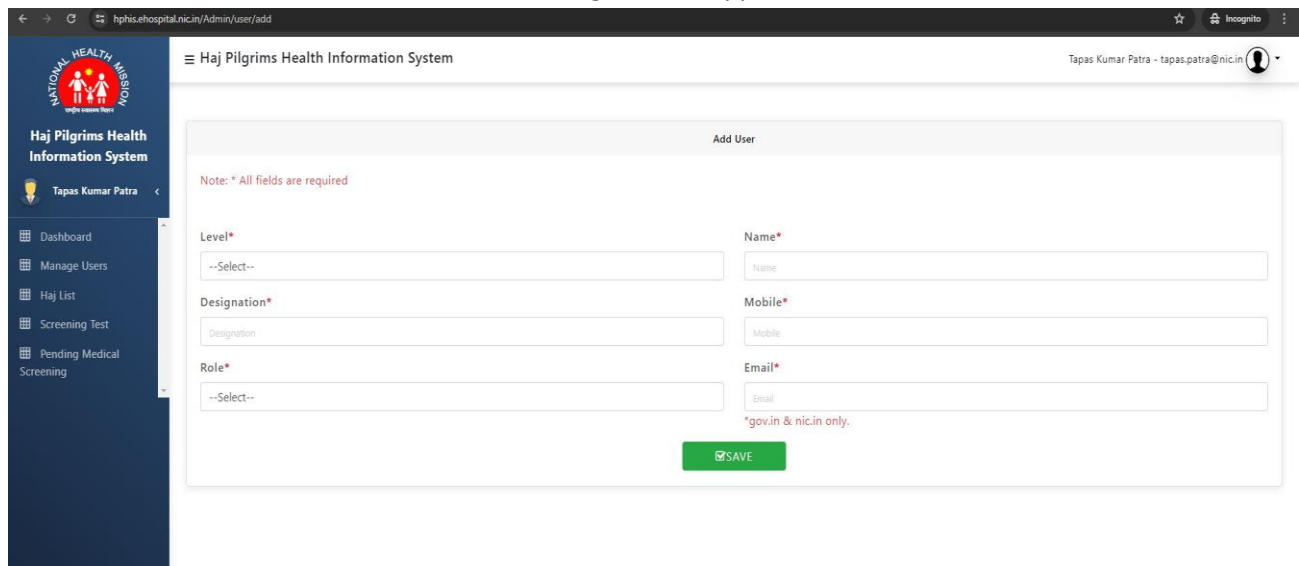 hphis.ehospital.nic.in/Admin/user/add
Incognito
NATIONAL HEALTH MISSION
राष्ट्रीय स्वास्थ्य मिशन
Haj Pilgrims Health Information System
Tapas Kumar Patra - tapas.patra@nic.in
Haj Pilgrims Health
Information System
Tapas Kumar Patra
Dashboard
Manage Users
Haj List
Screening Test
Pending Medical
Screening
Add User
Note: * All fields are required
Level*
Name*
--Select--
Name
Designation*
Mobile*
Designation
Mobile
Role*
Email*
--Select--
Email
*gov.in & nic.in only.
SAVE